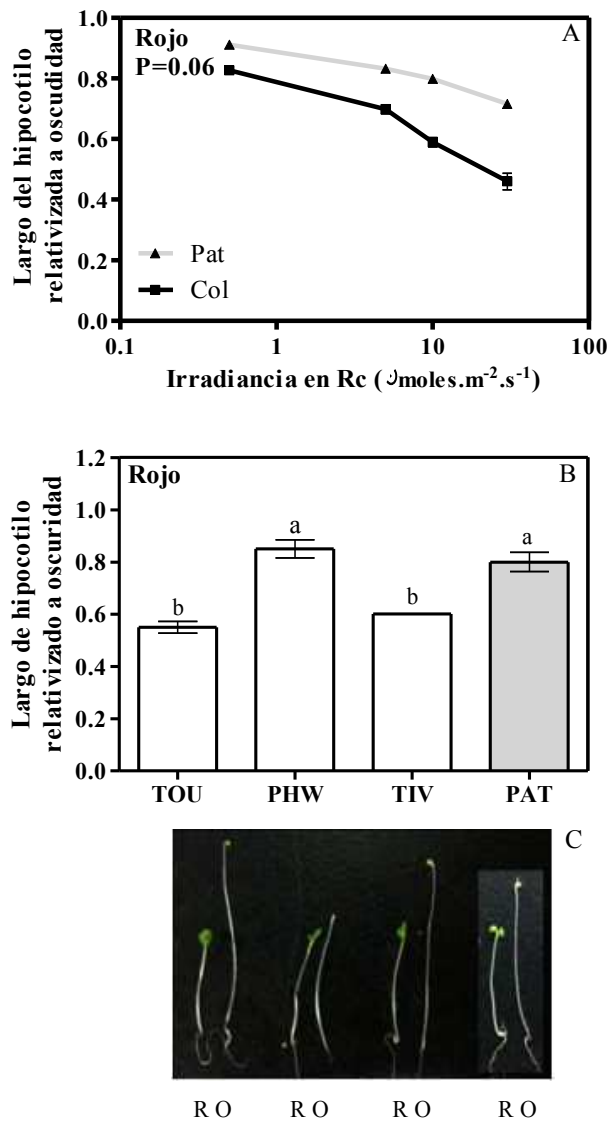 A
Rojo
P=0.06
Largo del hipocotilo
relativizada a oscudidad
1.0
0.8
0.6
0.4
0.2
0.0
Pat
Col
0.1
1
10
100
Irradiancia en Rc ( moles.m-2.s-1)
B
Rojo
Largo de hipocotilo
relativizado a oscuridad
1.2
1.0
0.8
0.6
0.4
0.2
0.0
b
a
b
a
TOU
PHW
TIV
PAT
C
R O
R O
R O
R O